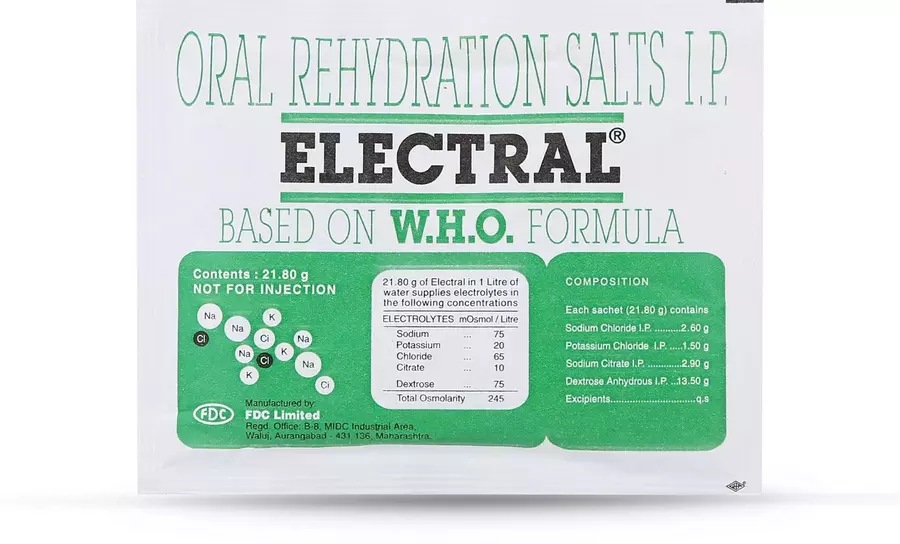 ORAL REHYDRATION SALTS I.P.
ELECTRAL®
BASED ON W.H.O. FORMULA
Contents : 21.80 g
NOT FOR INJECTION
Na
K
Cl
Na
Ci
Na
Na
Cl
K
Na
K
Ci
Manufactured by:
FDC
FDC Limited
Regd. Office: B-8, MIDC Industrial Area,
Waluj, Aurangabad - 431 136, Maharashtra.
21.80 g of Electral in 1 Litre of
water supplies electrolytes in
the following concentrations
ELECTROLYTES mOsmol / Litre
Sodium ... 75
Potassium ... 20
Chloride ... 65
Citrate ... 10
Dextrose ... 75
Total Osmolarity 245
COMPOSITION
Each sachet (21.80 g) contains
Sodium Chloride I.P. ..........2.60 g
Potassium Chloride I.P. ....1.50 g
Sodium Citrate I.P. ............2.90 g
Dextrose Anhydrous I.P. ..13.50 g
Excipients.........................q.s